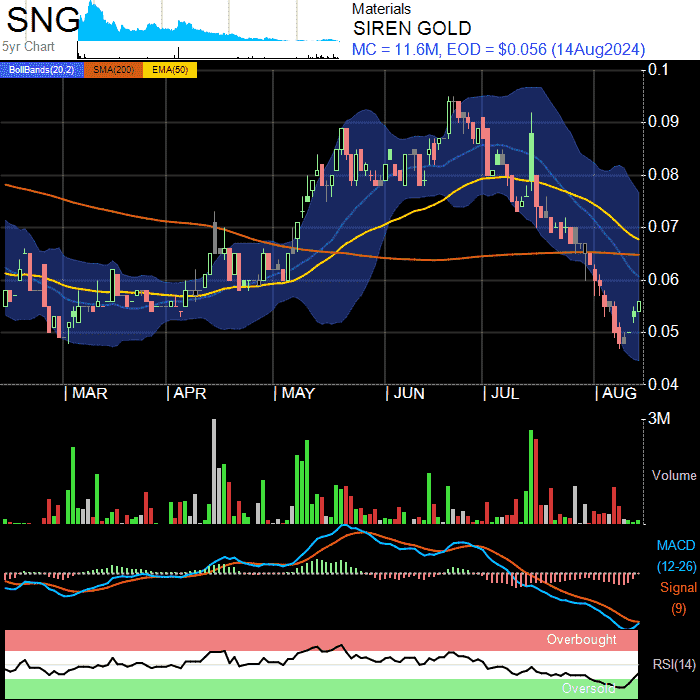 SNG
5yr Chart
Materials
SIREN GOLD
MC = 11.6M, EOD = $0.056 (14Aug2024)
BollBands(20,2) SMA(200) EMA(50)
0.1
0.09
0.08
0.07
0.06
0.05
0.04
| MAR | APR | MAY | JUN | JUL | AUG
3M
Volume
MACD
(12-26)
Signal
(9)
Overbought
RSI(14)
Oversold